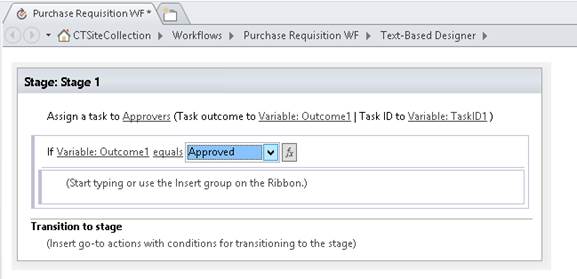 Purchase Requisition WF *
CTSiteCollection Workflows Purchase Requisition WF Text-Based Designer
Stage: Stage 1
Assign a task to Approvers (Task outcome to Variable: Outcome1 | Task ID to Variable: TaskID1 )
If Variable: Outcome1 equals Approved fx
(Start typing or use the Insert group on the Ribbon.)
Transition to stage
(Insert go-to actions with conditions for transitioning to the stage)